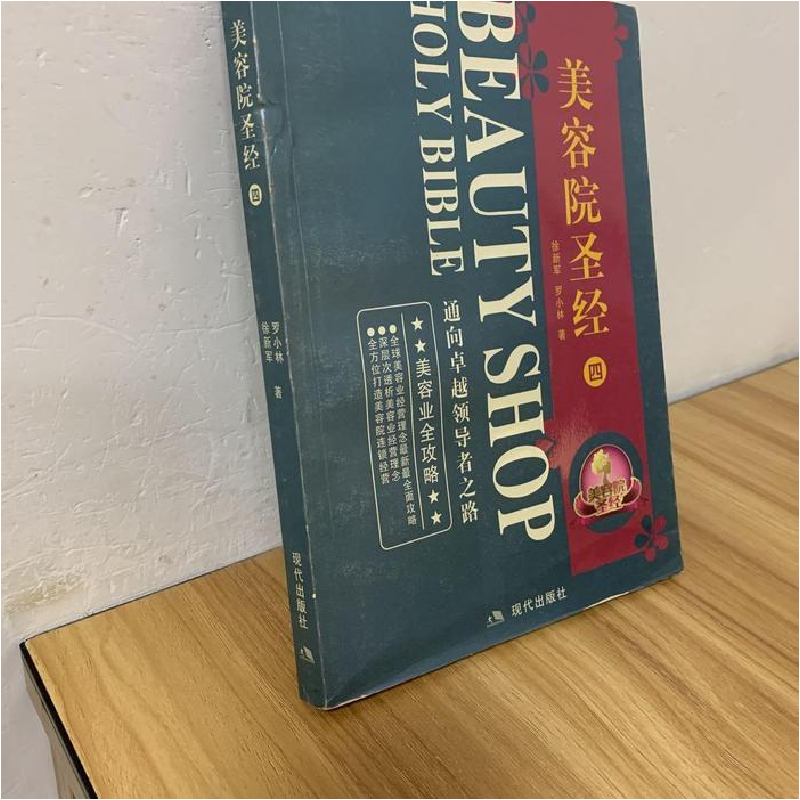 美容院圣经 四
罗小林
徐新军
著
现代出版社
BEAUTY SHOP
HOLY BIBLE
美容院圣经
四
徐新军 罗小林 著
通向卓越领导者之路
★★美容业全攻略★★
●全球美容业经营理念最新最全面攻略
●深层次透析美容业经营理念
●全方位打造美容院连锁经营
美容院
圣经
现代出版社